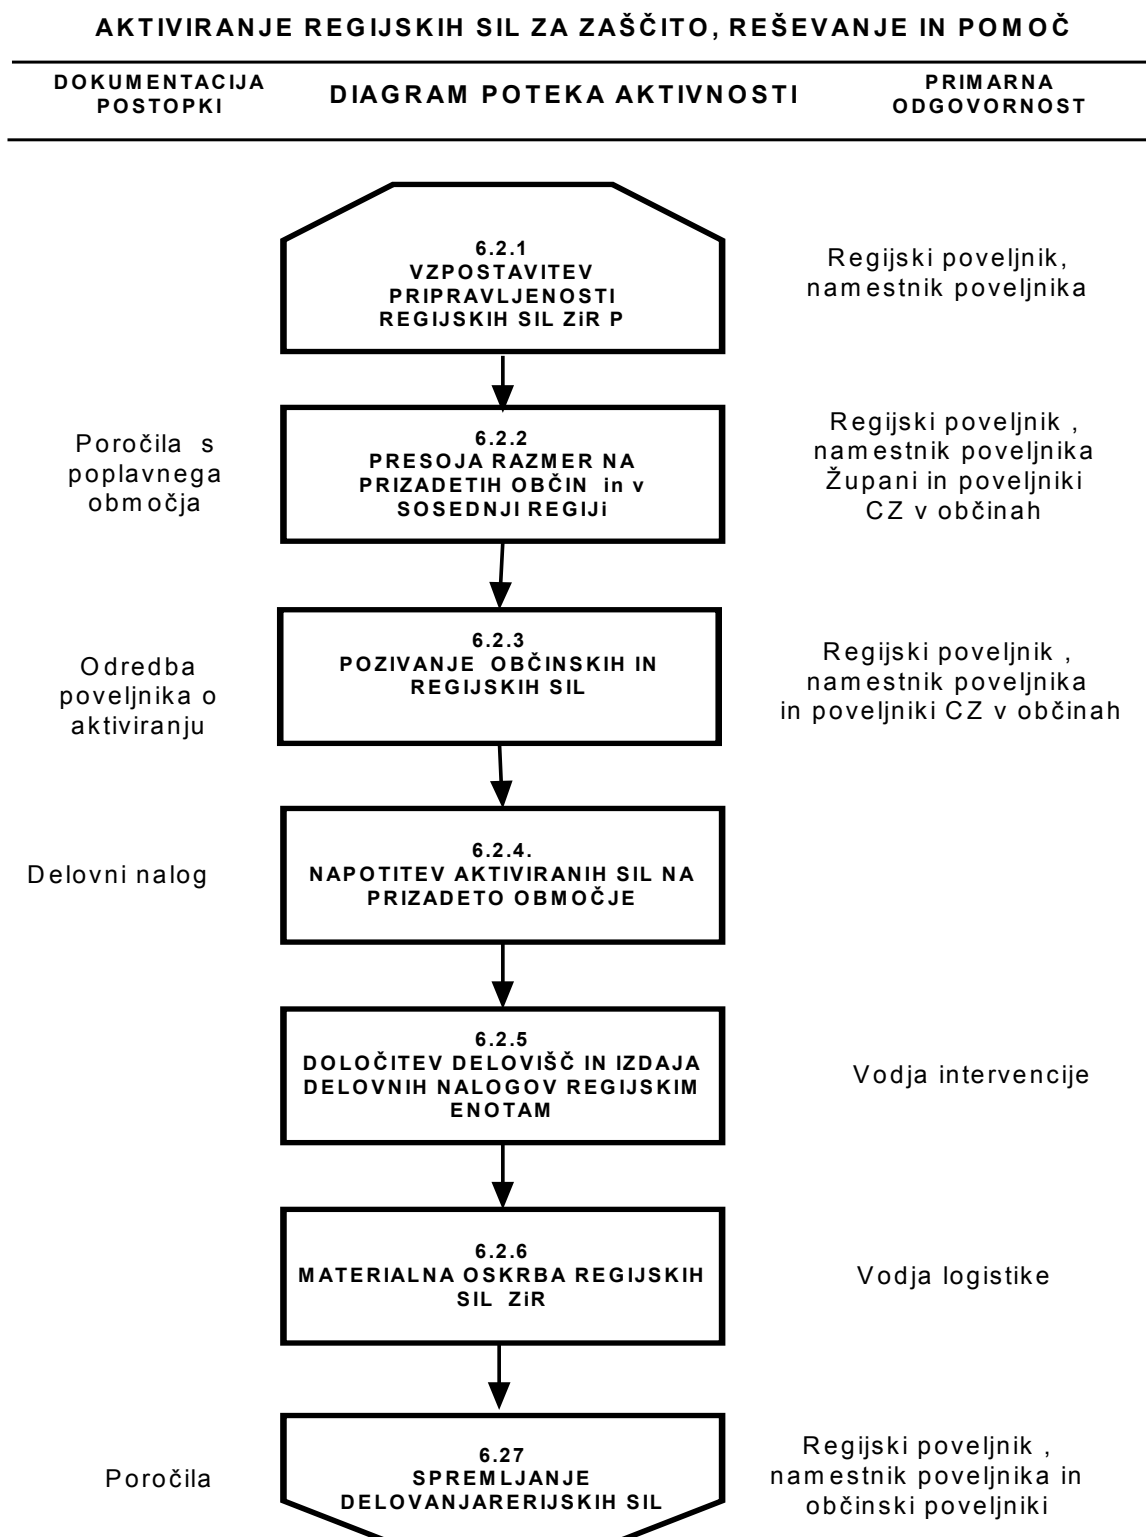 AKTIVIRANJE REGIJSKIH SIL ZA ZAŠČITO, REŠEVANJE IN POMOČ
DOKUMENTACIJA
POSTOPKI
DIAGRAM POTEKA AKTIVNOSTI
PRIMARNA
ODGOVORNOST
6.2.1
VZPOSTAVITEV
PRIPRAVLJENOSTI
REGIJSKIH SIL ZiR P
Regijski poveljnik,
namestnik poveljnika
Poročila s
poplavnega
območja
6.2.2
PRESOJA RAZMER NA
PRIZADETIH OBČIN in v
SOSEDNJI REGIJi
Regijski poveljnik ,
namestnik poveljnika
Župani in poveljniki
CZ v občinah
Odredba
poveljnika o
aktiviranju
6.2.3
POZIVANJE OBČINSKIH IN
REGIJSKIH SIL
Regijski poveljnik ,
namestnik poveljnika
in poveljniki CZ v občinah
Delovni nalog
6.2.4.
NAPOTITEV AKTIVIRANIH SIL NA
PRIZADETO OBMOČJE
6.2.5
DOLOČITEV DELOVIŠČ IN IZDAJA
DELOVNIH NALOGOV REGIJSKIM
ENOTAM
Vodja intervencije
6.2.6
MATERIALNA OSKRBA REGIJSKIH
SIL ZiR
Vodja logistike
Poročila
6.27
SPREMLJANJE
DELOVANJARERIJSKIH SIL
Regijski poveljnik ,
namestnik poveljnika in
občinski poveljniki